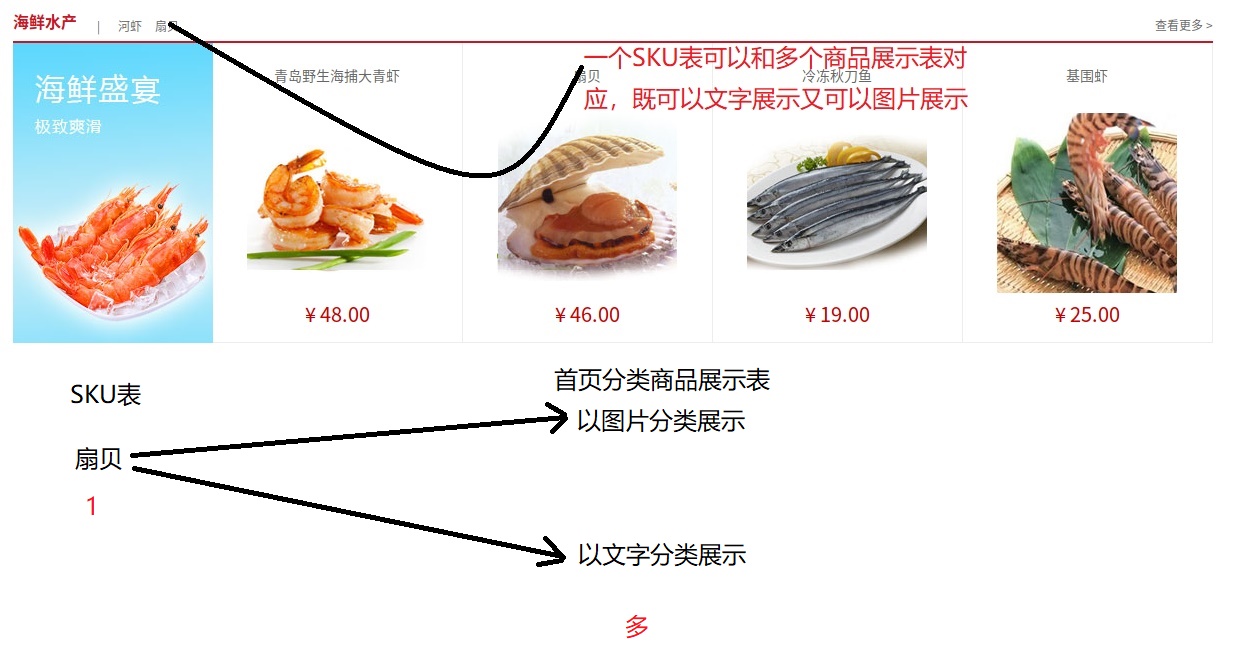 海鲜水产 | 河虾 扇贝 查看更多 >
海鲜盛宴
极致爽滑
青岛野生海捕大青虾
扇贝
冷冻秋刀鱼
基围虾
一个SKU表可以和多个商品展示表对
应，既可以文字展示又可以图片展示
￥48.00
￥46.00
￥19.00
￥25.00
SKU表
首页分类商品展示表
以图片分类展示
扇贝
1
以文字分类展示
多